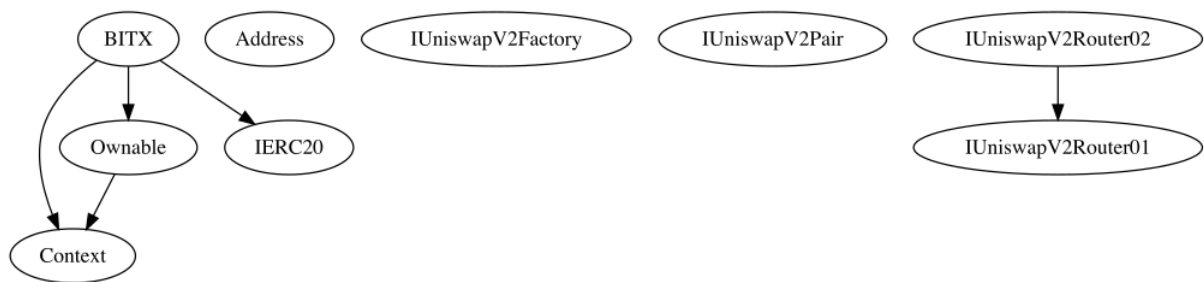 BITX
Address
IUniswapV2Factory
IUniswapV2Pair
IUniswapV2Router02
Ownable
IERC20
IUniswapV2Router01
Context